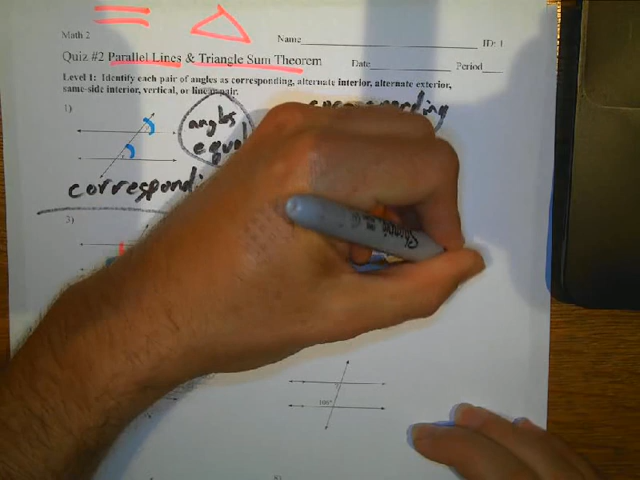 Math 2 Name ID: 1
Quiz #2 Parallel Lines & Triangle Sum Theorem Date Period
Level 1: Identify each pair of angles as corresponding, alternate interior, alternate exterior,
same-side interior, vertical, or linear pair.
1)
angles
equal
corresponding
3)
Sharpie
106°